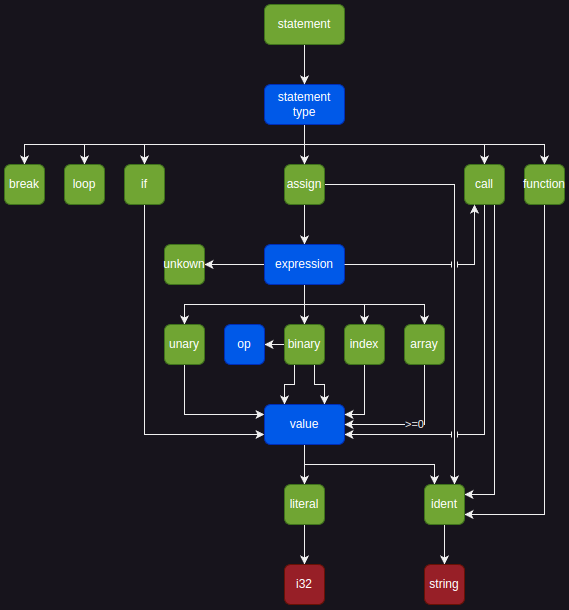 statement
statement
type
break
loop
if
assign
call
function
unkown
expression
unary
op
binary
index
array
value
>=0
literal
ident
i32
string